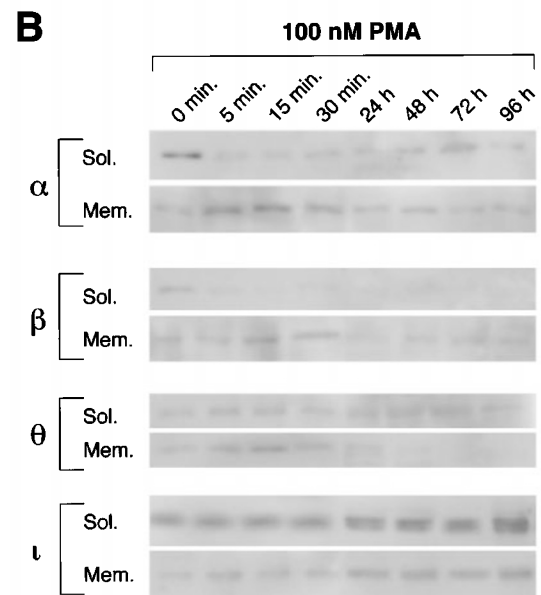 B
100 nM PMA
0 min. 5 min. 15 min. 30 min. 24 h 48 h 72 h 96 h
α
Sol.
Mem.
β
Sol.
Mem.
θ
Sol.
Mem.
ι
Sol.
Mem.